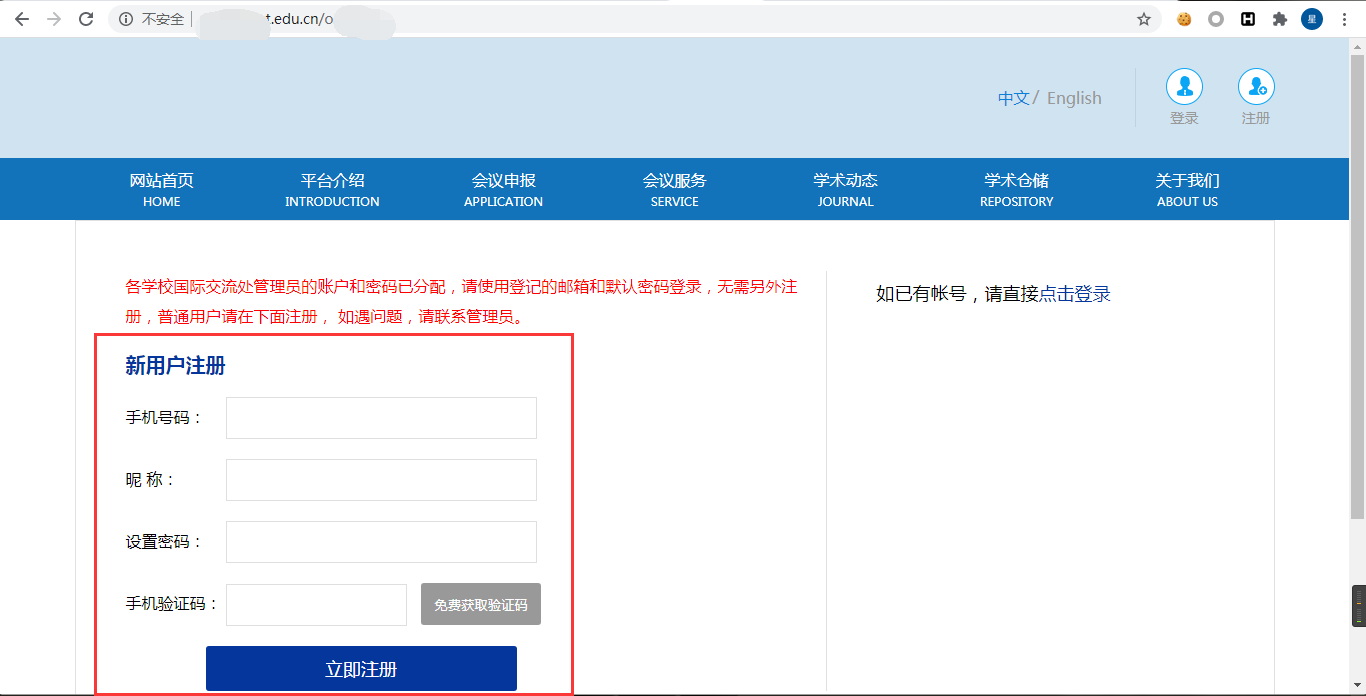 不安全 | t.edu.cn/o
星
中文 / English
登录
注册
网站首页
HOME
平台介绍
INTRODUCTION
会议申报
APPLICATION
会议服务
SERVICE
学术动态
JOURNAL
学术仓储
REPOSITORY
关于我们
ABOUT US
各学校国际交流处管理员的账户和密码已分配，请使用登记的邮箱和默认密码登录，无需另外注
册，普通用户请在下面注册， 如遇问题，请联系管理员。
新用户注册
手机号码：
昵 称：
设置密码：
手机验证码：
免费获取验证码
立即注册
如已有帐号，请直接点击登录